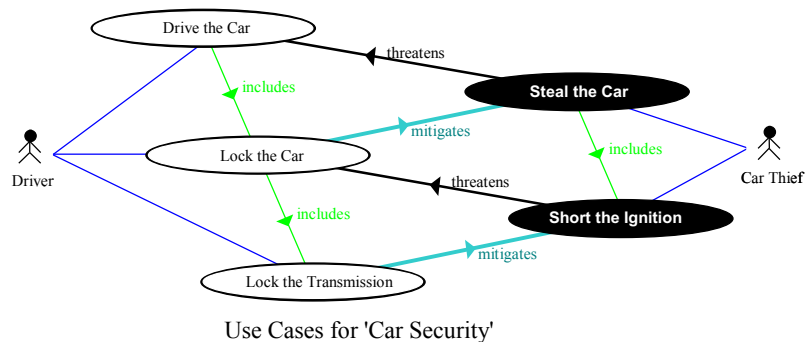 Drive the Car
threatens
includes
Steal the Car
mitigates
Driver
Lock the Car
includes
Car Thief
threatens
includes
Short the Ignition
mitigates
Lock the Transmission
Use Cases for 'Car Security'